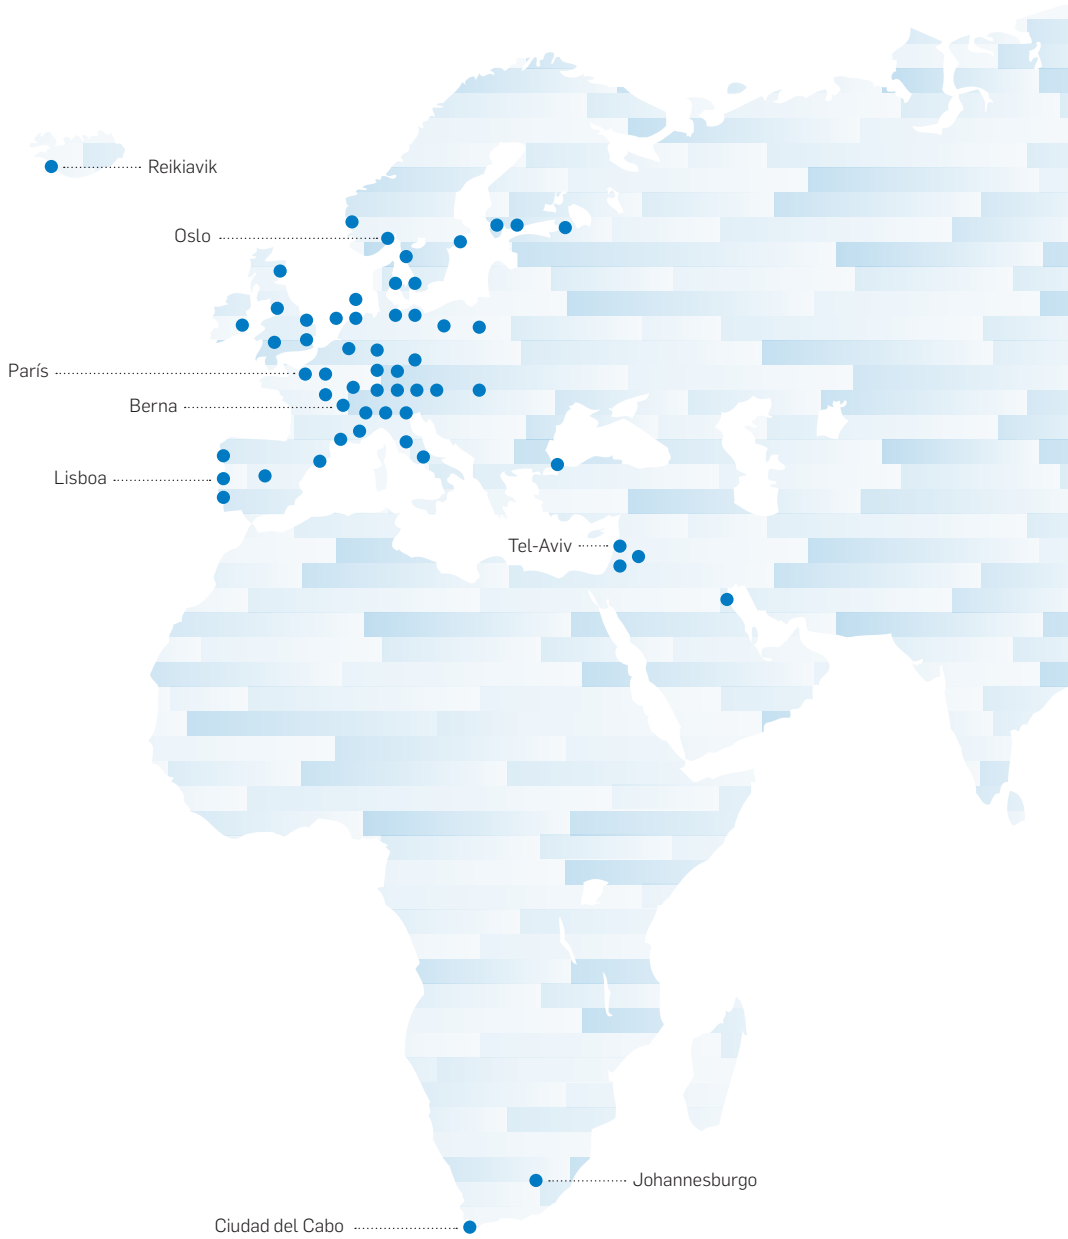 Reikiavik
Oslo
París
Berna
Lisboa
Tel-Aviv
Johannesburgo
Ciudad del Cabo